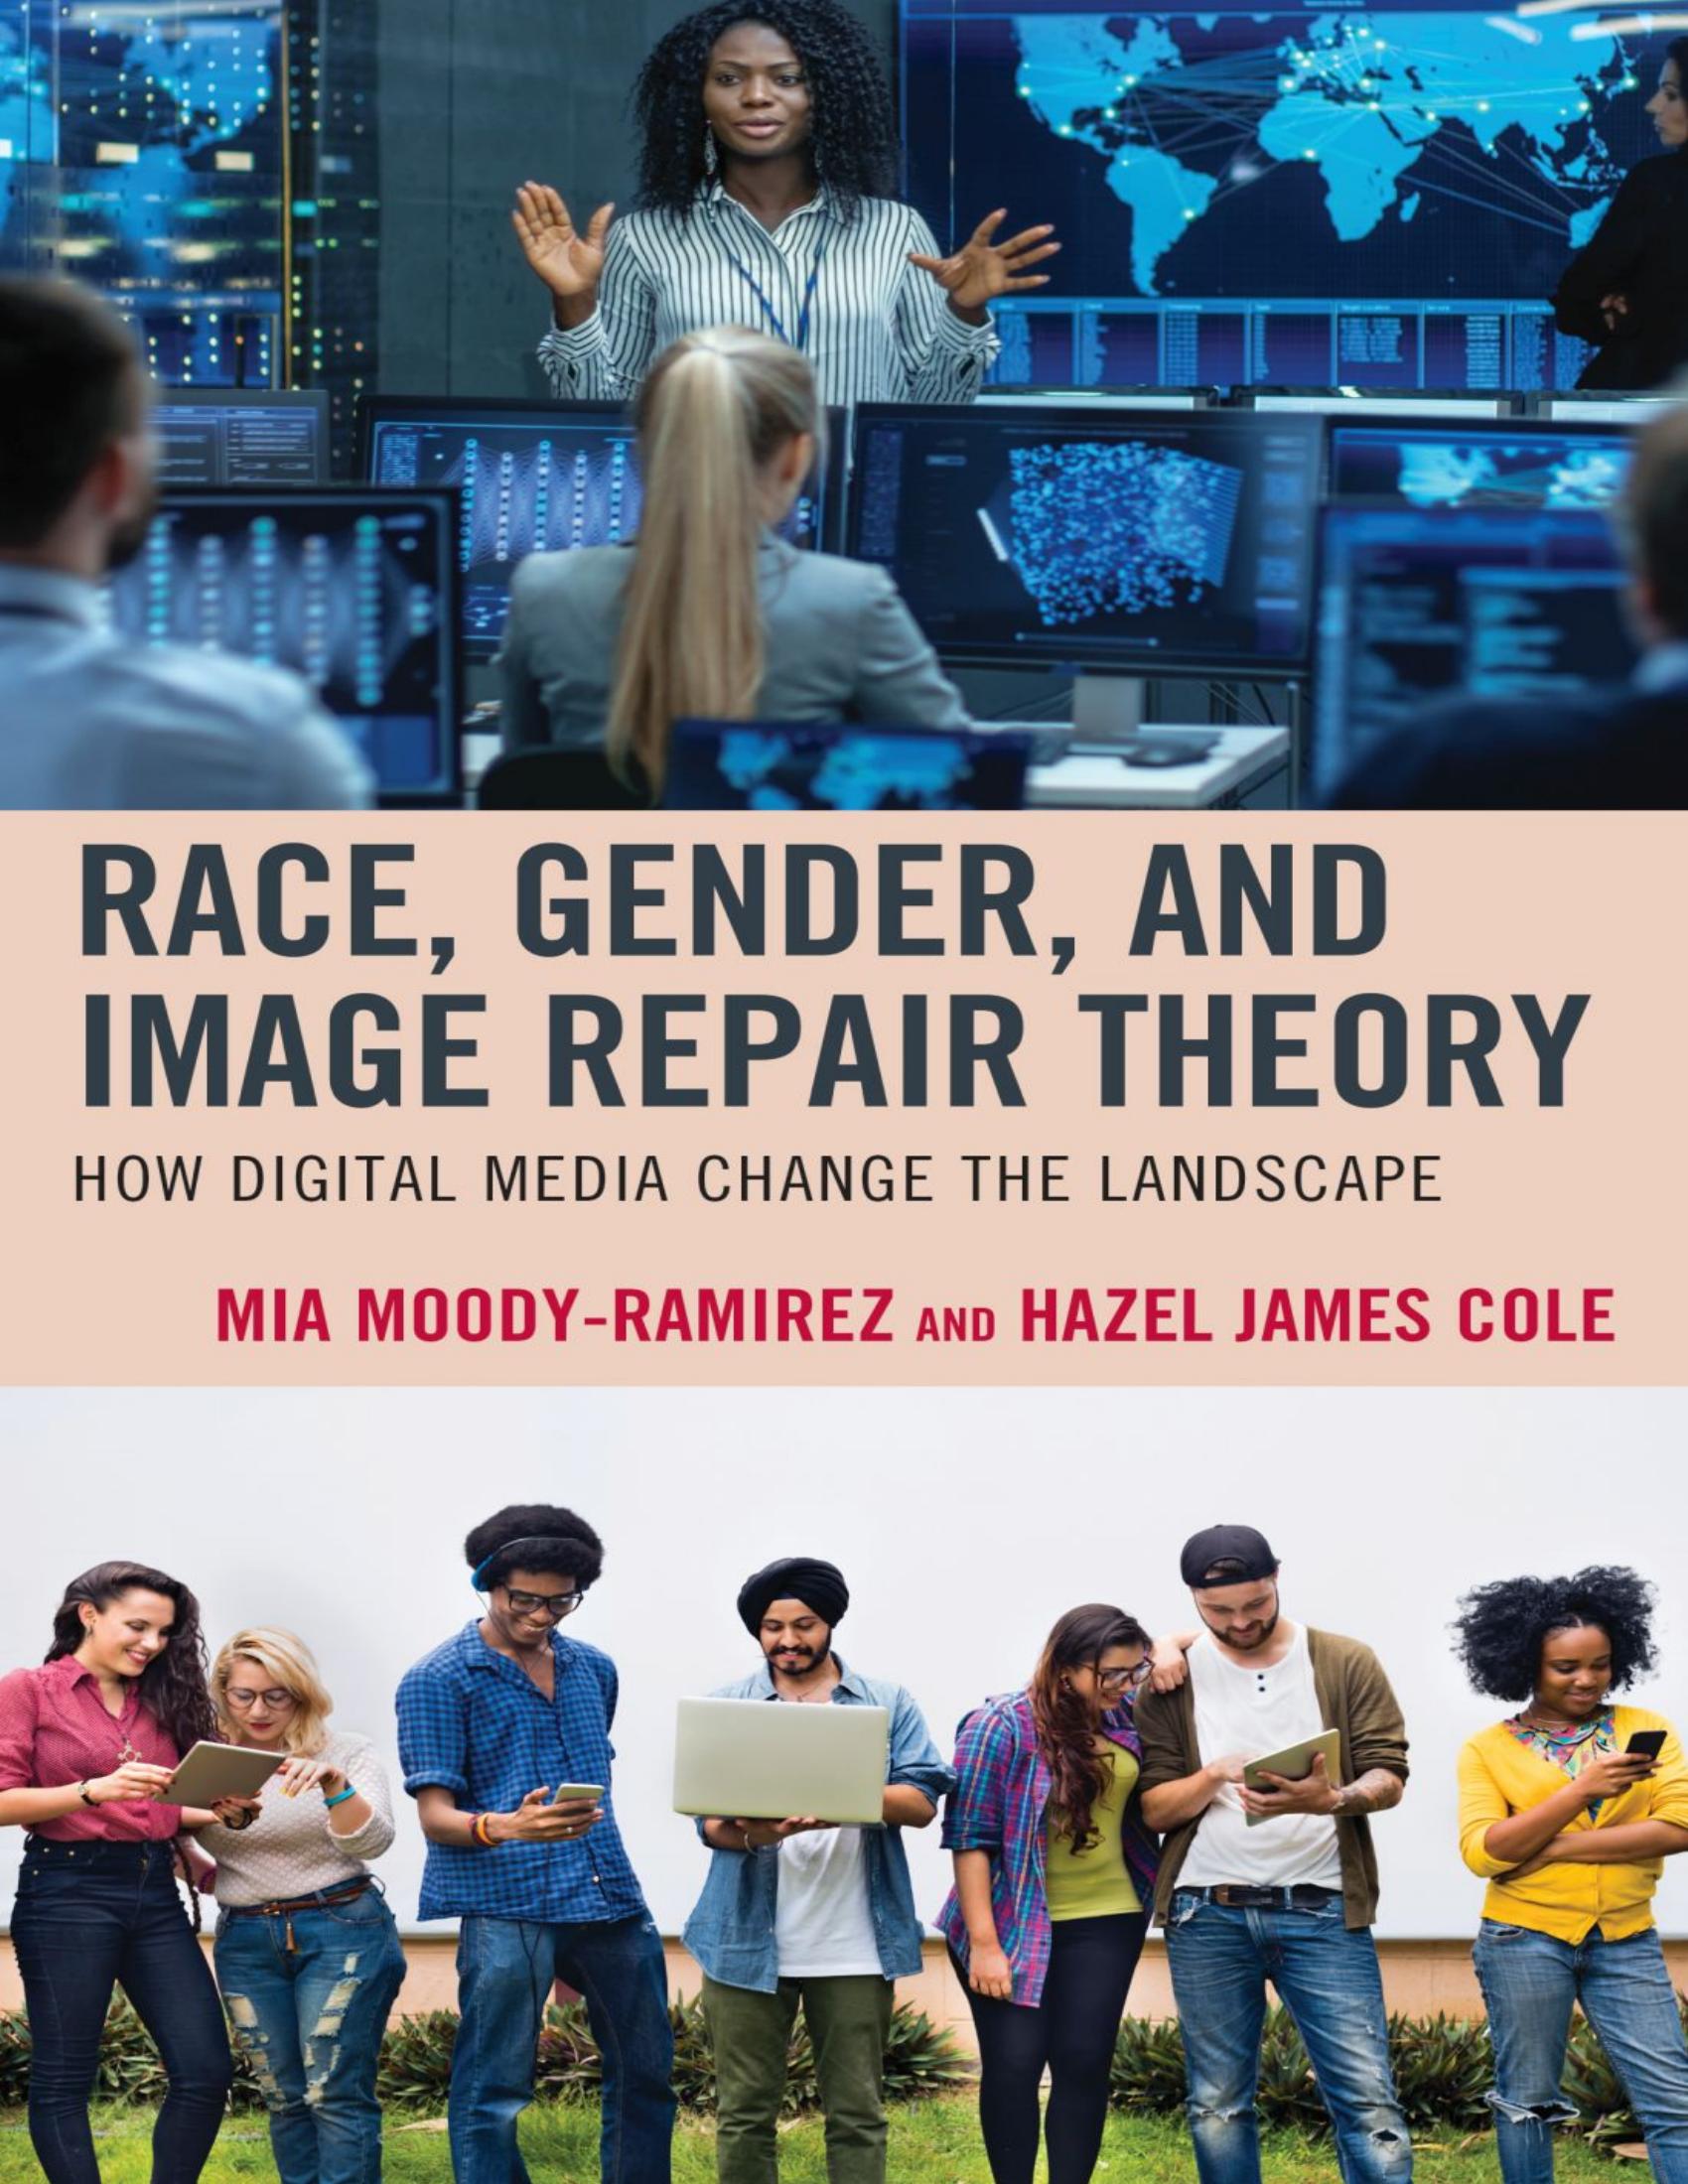 RACE, GENDER, AND
IMAGE REPAIR THEORY
HOW DIGITAL MEDIA CHANGE THE LANDSCAPE
MIA MOODY-RAMIREZ AND HAZEL JAMES COLE